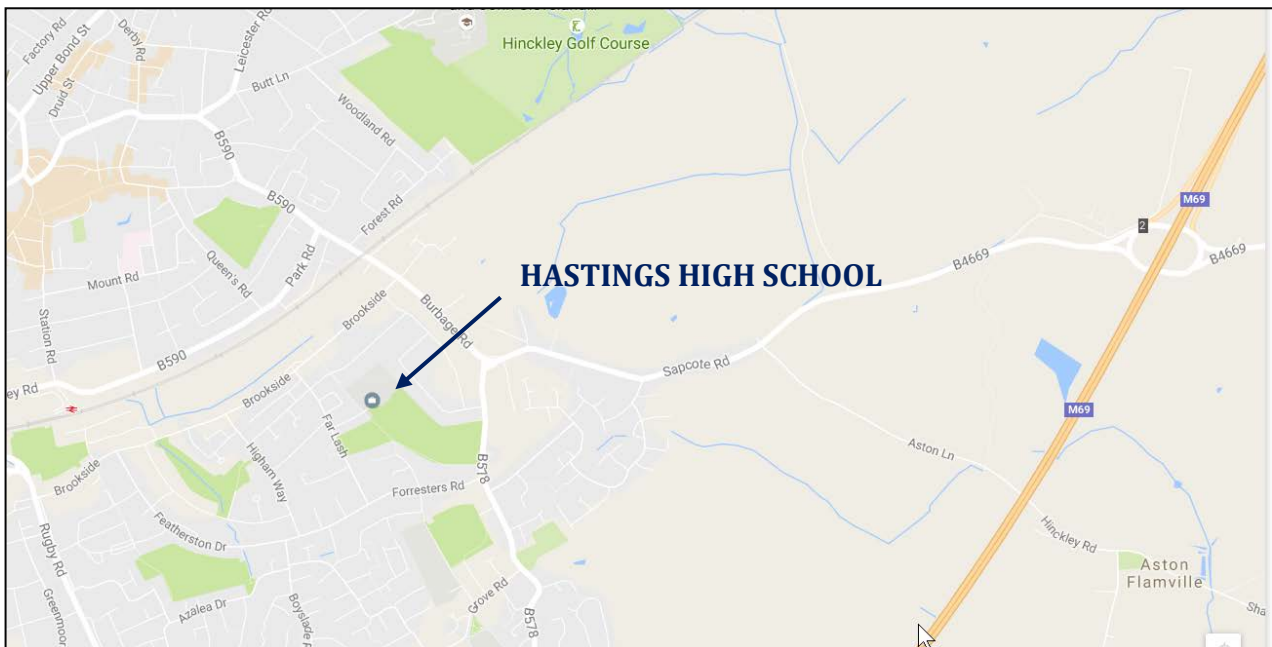 Factory Rd
Upper Bond St
Druid St
Derby Rd
Leicester Rd
Butt Ln
Woodland Rd
Hinckley Golf Course
B590
B590
Forest Rd
Queen's Rd
Park Rd
Mount Rd
Station Rd
B590
ey Rd
Brookside
Burbage Rd
HASTINGS HIGH SCHOOL
Sapcote Rd
B4669
2
M69
B4669
M69
Brookside
Far Lash
Higham Way
B578
Forresters Rd
Brookside
Featherston Dr
Rugby Rd
Greenmoor
Azalea Dr
Grove Rd
B578
Aston Ln
Hinckley Rd
Aston
Flamville
Sha